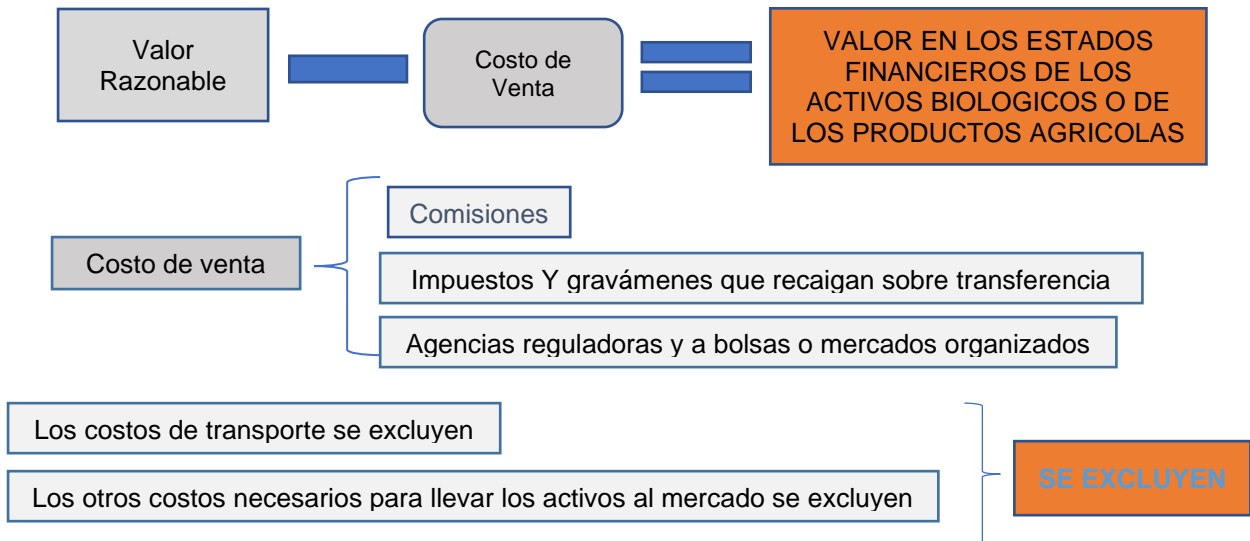 Valor
Razonable
Costo de
Venta
VALOR EN LOS ESTADOS
FINANCIEROS DE LOS
ACTIVOS BIOLOGICOS O DE
LOS PRODUCTOS AGRICOLAS
Comisiones
Costo de venta
Impuestos Y gravámenes que recaigan sobre transferencia
Agencias reguladoras y a bolsas o mercados organizados
Los costos de transporte se excluyen
Los otros costos necesarios para llevar los activos al mercado se excluyen
SE EXCLUYEN